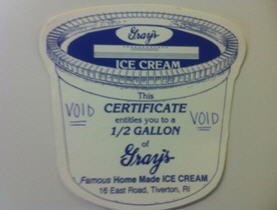 Gray's
ICE CREAM
This
VOID CERTIFICATE VOID
entitles you to a
1/2 GALLON
of
Gray's
Famous Home Made ICE CREAM
16 East Road, Tiverton, RI